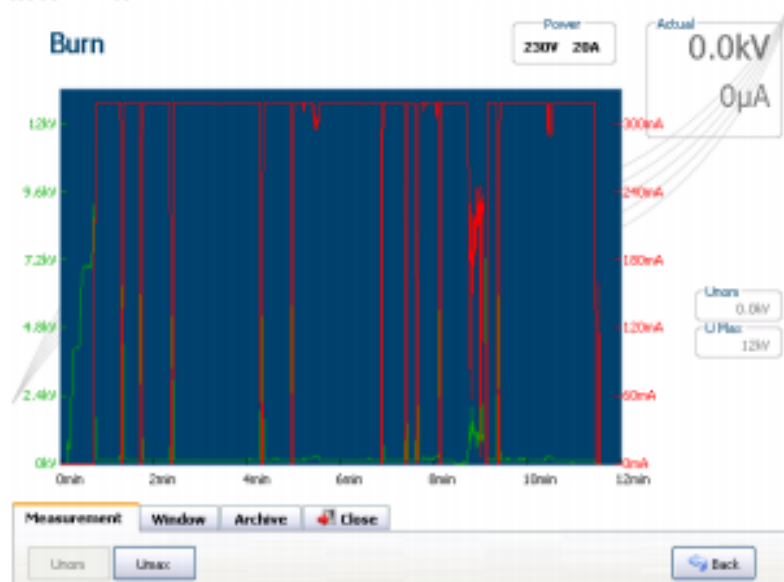 Burn
Power
230V 20A
Actual
0.0kV
0µA
12kV
9.6kV
7.2kV
4.8kV
2.4kV
0kV
300mA
240mA
180mA
120mA
60mA
0mA
0min
2min
4min
6min
8min
10min
12min
Unom
0.0kV
U Max
12kV
Measurement Window Archive Close
Unom Umax Back